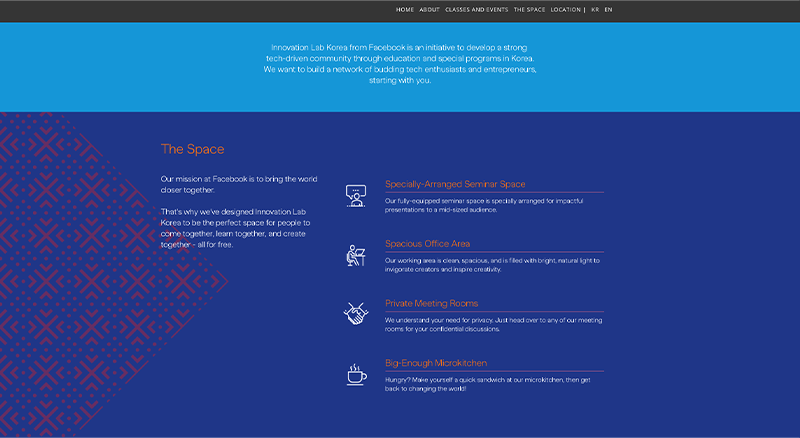 HOME ABOUT CLASSES AND EVENTS THE SPACE LOCATION | KR EN
Innovation Lab Korea from Facebook is an initiative to develop a strong
tech-driven community through education and special programs in Korea.
We want to build a network of budding tech enthusiasts and entrepreneurs,
starting with you.
The Space
Our mission at Facebook is to bring the world
closer together.
That's why we've designed Innovation Lab
Korea to be the perfect space for people to
come together, learn together, and create
together - all for free.
Specially-Arranged Seminar Space
Our fully-equipped seminar space is specially arranged for impactful
presentations to a mid-sized audience.
Spacious Office Area
Our working area is clean, spacious, and is filled with bright, natural light to
invigorate creators and inspire creativity.
Private Meeting Rooms
We understand your need for privacy. Just head over to any of our meeting
rooms for your confidential discussions.
Big-Enough Microkitchen
Hungry? Make yourself a quick sandwich at our microkitchen, then get
back to changing the world!